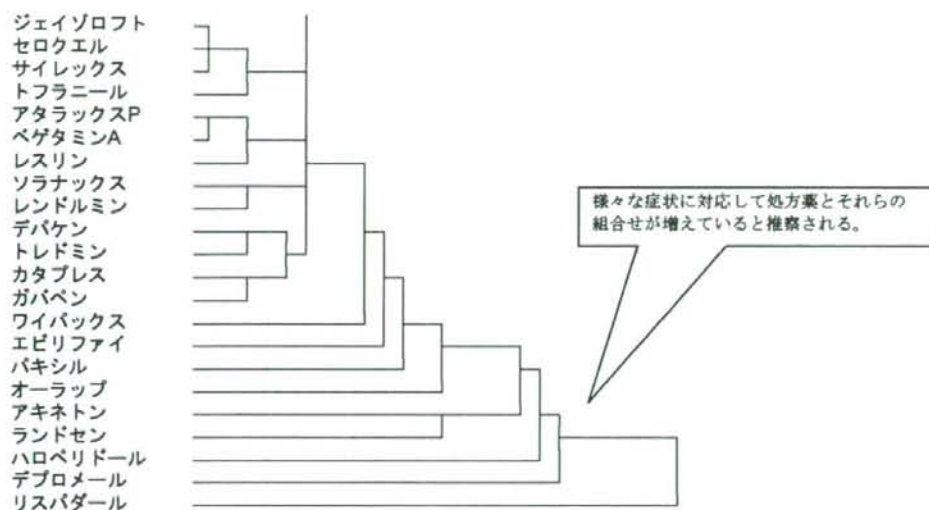 ジェイゾロフト
セロクエル
サイレックス
トフラニール
アタラックスP
ベゲタミンA
レスリン
ソラナックス
レンドルミン
デパケン
トレドミン
カタプレス
ガバペン
ワイパックス
エビリファイ
パキシル
オーラップ
アキネトン
ランドセン
ハロペリドール
デプロメール
リスパダール
様々な症状に対応して処方薬とそれらの
組合せが増えていると推察される。